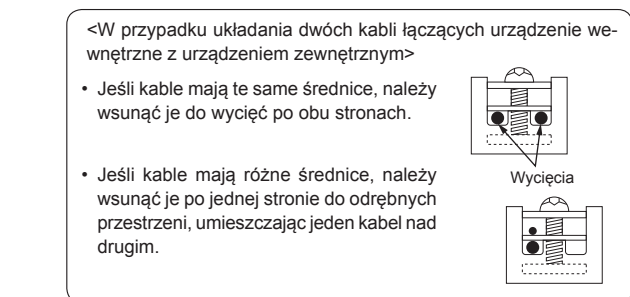 <W przypadku układania dwóch kabli łączących urządzenie we-
wnętrzne z urządzeniem zewnętrznym>
• Jeśli kable mają te same średnice, należy
wsunąć je do wycięć po obu stronach.
Wycięcia
• Jeśli kable mają różne średnice, należy
wsunąć je po jednej stronie do odrębnych
przestrzeni, umieszczając jeden kabel nad
drugim.